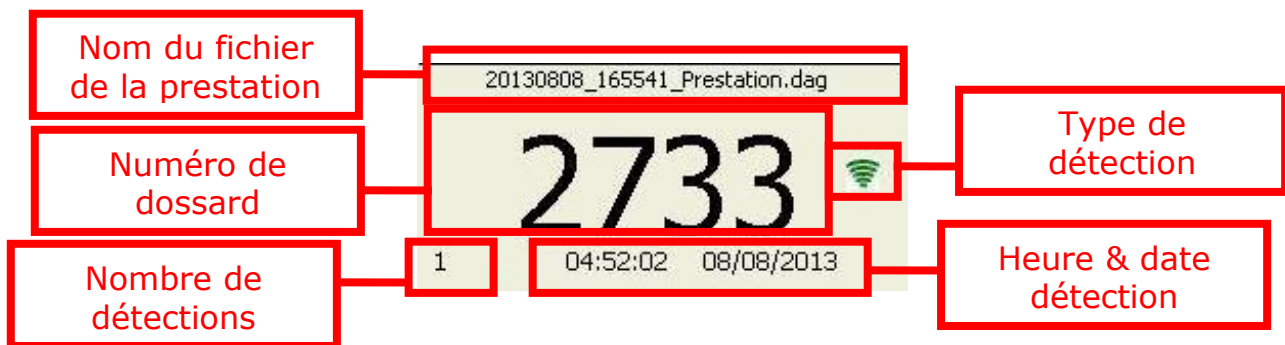 Nom du fichier
de la prestation
20130808_165541_Prestation.dag
Numéro de
dossard
2733
Type de
détection
Nombre de
détections
1
04:52:02 08/08/2013
Heure & date
détection